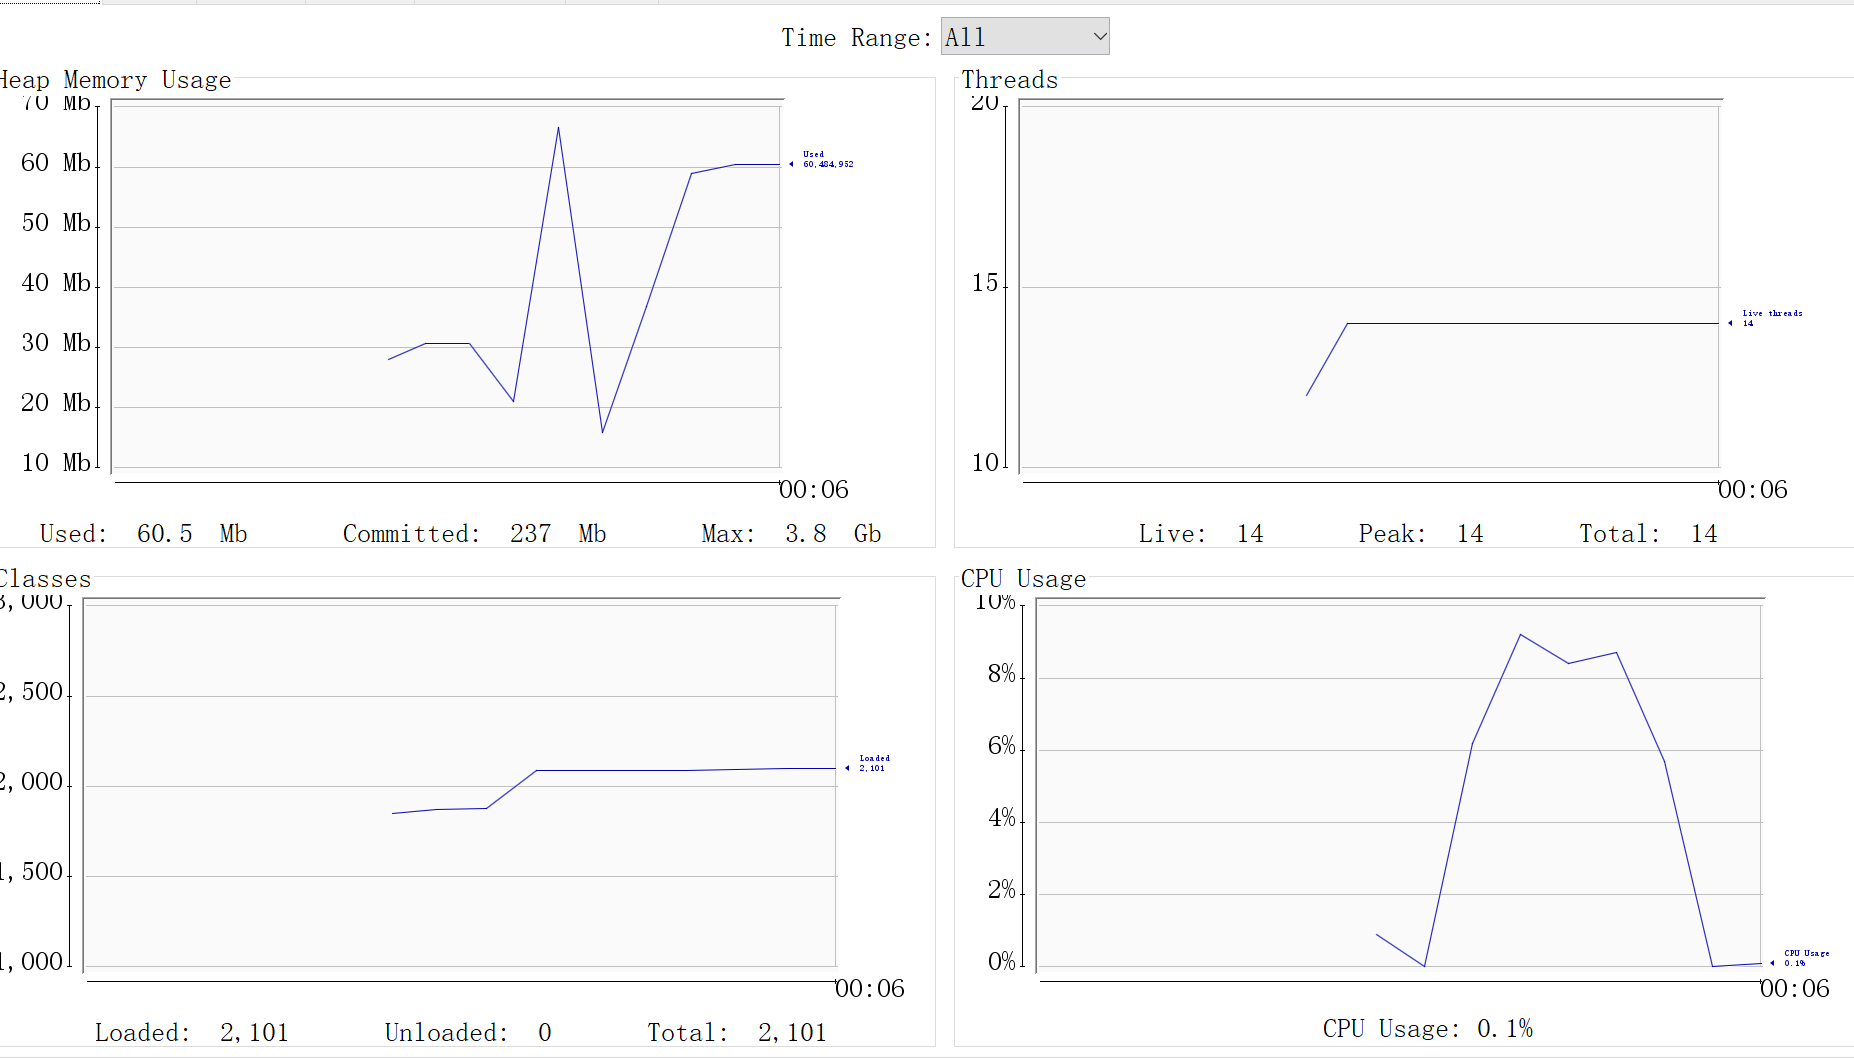 Time Range: All
Heap Memory Usage
70 Mb
60 Mb
50 Mb
40 Mb
30 Mb
20 Mb
10 Mb
Used
60,484,952
00:06
Used: 60.5 Mb Committed: 237 Mb Max: 3.8 Gb
Threads
20
15
10
Live threads
14
00:06
Live: 14 Peak: 14 Total: 14
Classes
3,000
2,500
2,000
1,500
1,000
Loaded
2,101
00:06
Loaded: 2,101 Unloaded: 0 Total: 2,101
CPU Usage
10%
8%
6%
4%
2%
0%
CPU Usage
0.1%
00:06
CPU Usage: 0.1%